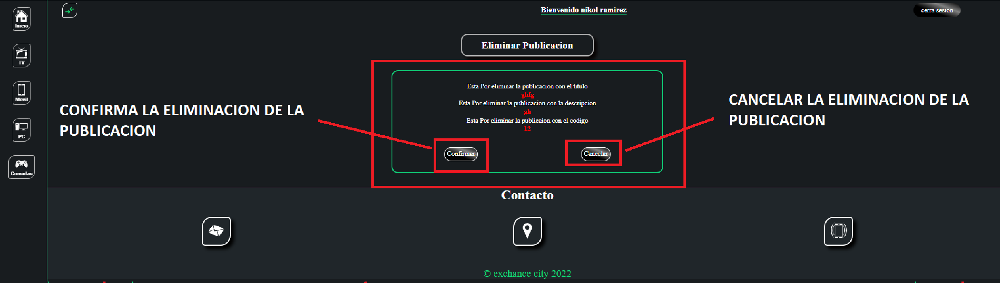 Bienvenido nikol ramirez
cerra sesion
Inicio
TV
Movil
PC
Consolas
Eliminar Publicacion
Esta Por eliminar la publicacion con el titulo
ghfg
Esta Por eliminar la publicacion con la descripcion
gh
Esta Por eliminar la publicaion con el codigo
12
Confirmar
Cancelar
CONFIRMA LA ELIMINACION DE LA
PUBLICACION
CANCELAR LA ELIMINACION DE LA
PUBLICACION
Contacto
© exchance city 2022